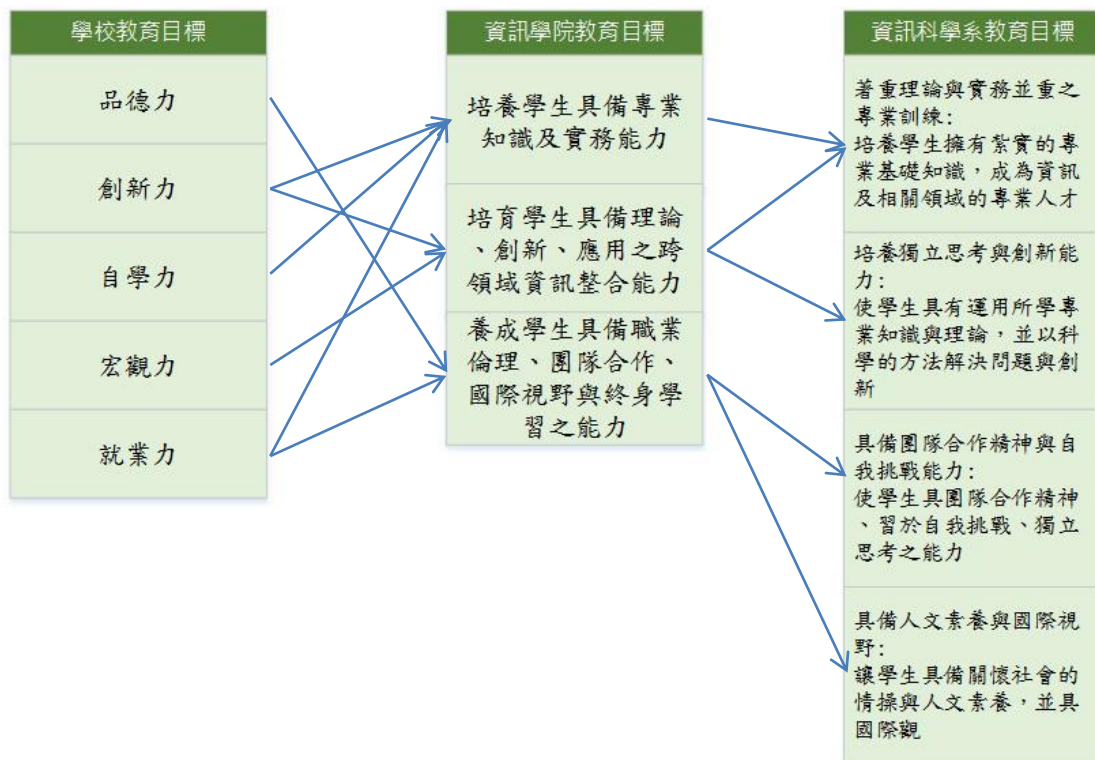 學校教育目標
品德力
創新力
自學力
宏觀力
就業力
資訊學院教育目標
培養學生具備專業
知識及實務能力
培育學生具備理論
、創新、應用之跨
領域資訊整合能力
養成學生具備職業
倫理、團隊合作、
國際視野與終身學
習之能力
資訊科學系教育目標
著重理論與實務並重之
專業訓練:
培養學生擁有紮實的專
業基礎知識，成為資訊
及相關領域的專業人才
培養獨立思考與創新能
力:
使學生具有運用所學專
業知識與理論，並以科
學的方法解決問題與創
新
具備團隊合作精神與自
我挑戰能力:
使學生具團隊合作精神
、習於自我挑戰、獨立
思考之能力
具備人文素養與國際視
野:
讓學生具備關懷社會的
情操與人文素養，並具
國際觀